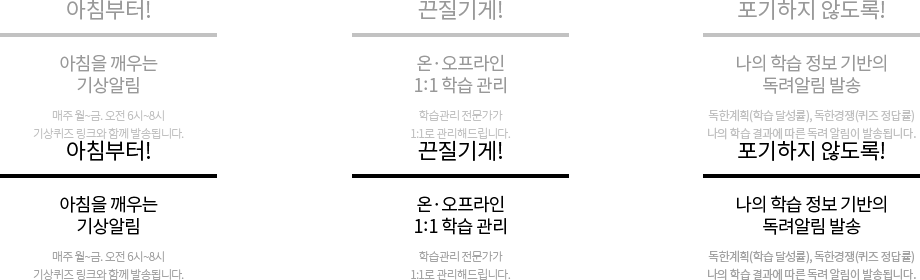 아침부터!
끈질기게!
포기하지 않도록!
아침을 깨우는
기상알림
온·오프라인
1:1 학습 관리
나의 학습 정보 기반의
독려알림 발송
매주 월~금. 오전 6시~8시
기상퀴즈 링크와 함께 발송됩니다.
학습관리 전문가가
1:1로 관리해드립니다.
독한계획(학습 달성률), 독한경쟁(퀴즈 정답률)
나의 학습 결과에 따른 독려 알림이 발송됩니다.
아침부터!
끈질기게!
포기하지 않도록!
아침을 깨우는
기상알림
온·오프라인
1:1 학습 관리
나의 학습 정보 기반의
독려알림 발송
매주 월~금. 오전 6시~8시
기상퀴즈 링크와 함께 발송됩니다.
학습관리 전문가가
1:1로 관리해드립니다.
독한계획(학습 달성률), 독한경쟁(퀴즈 정답률)
나의 학습 결과에 따른 독려 알림이 발송됩니다.